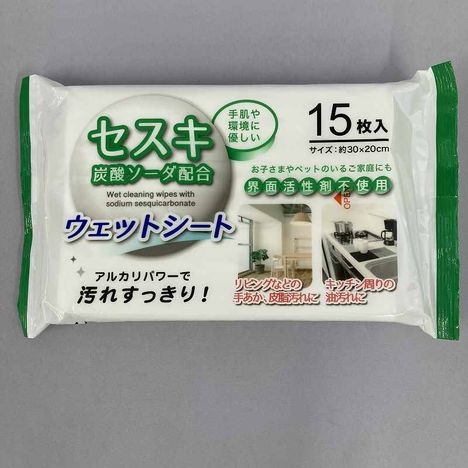 セスキ
炭酸ソーダ配合
Wet cleaning wipes with
sodium sesquicarbonate
ウェットシート
アルカリパワーで
汚れすっきり！
手肌や
環境に
優しい
15枚入
サイズ：約30×20cm
お子さまやペットのいるご家庭にも
界面活性剤不使用
OPEN
リビングなどの
手あか、皮脂汚れに
キッチン周りの
油汚れに